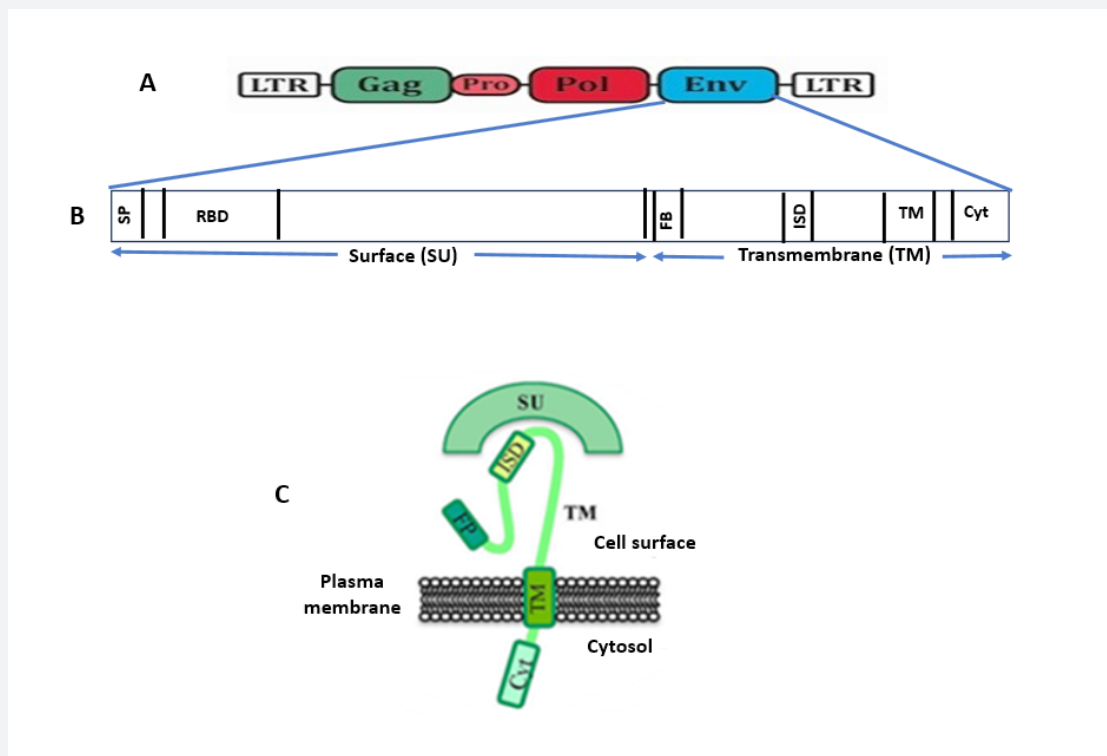 A
LTR Gag Pro Pol Env LTR
B
SP RBD FB ISD TM Cyt
Surface (SU) Transmembrane (TM)
SU
ISD
C
FP
TM
Cell surface
Plasma
membrane
TM
Cytosol
Cyt